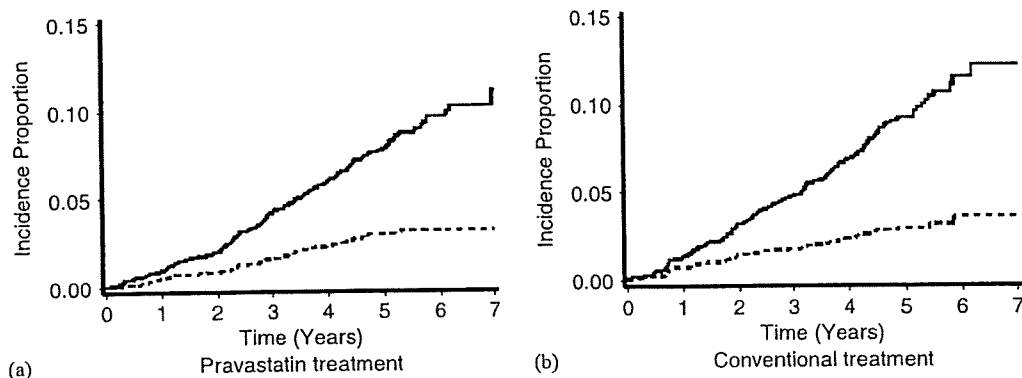 0.15
0.10
0.05
0.00
Incidence Proportion
0 1 2 3 4 5 6 7
Time (Years)
(a) Pravastatin treatment
0.15
0.10
0.05
0.00
Incidence Proportion
0 1 2 3 4 5 6 7
Time (Years)
(b) Conventional treatment